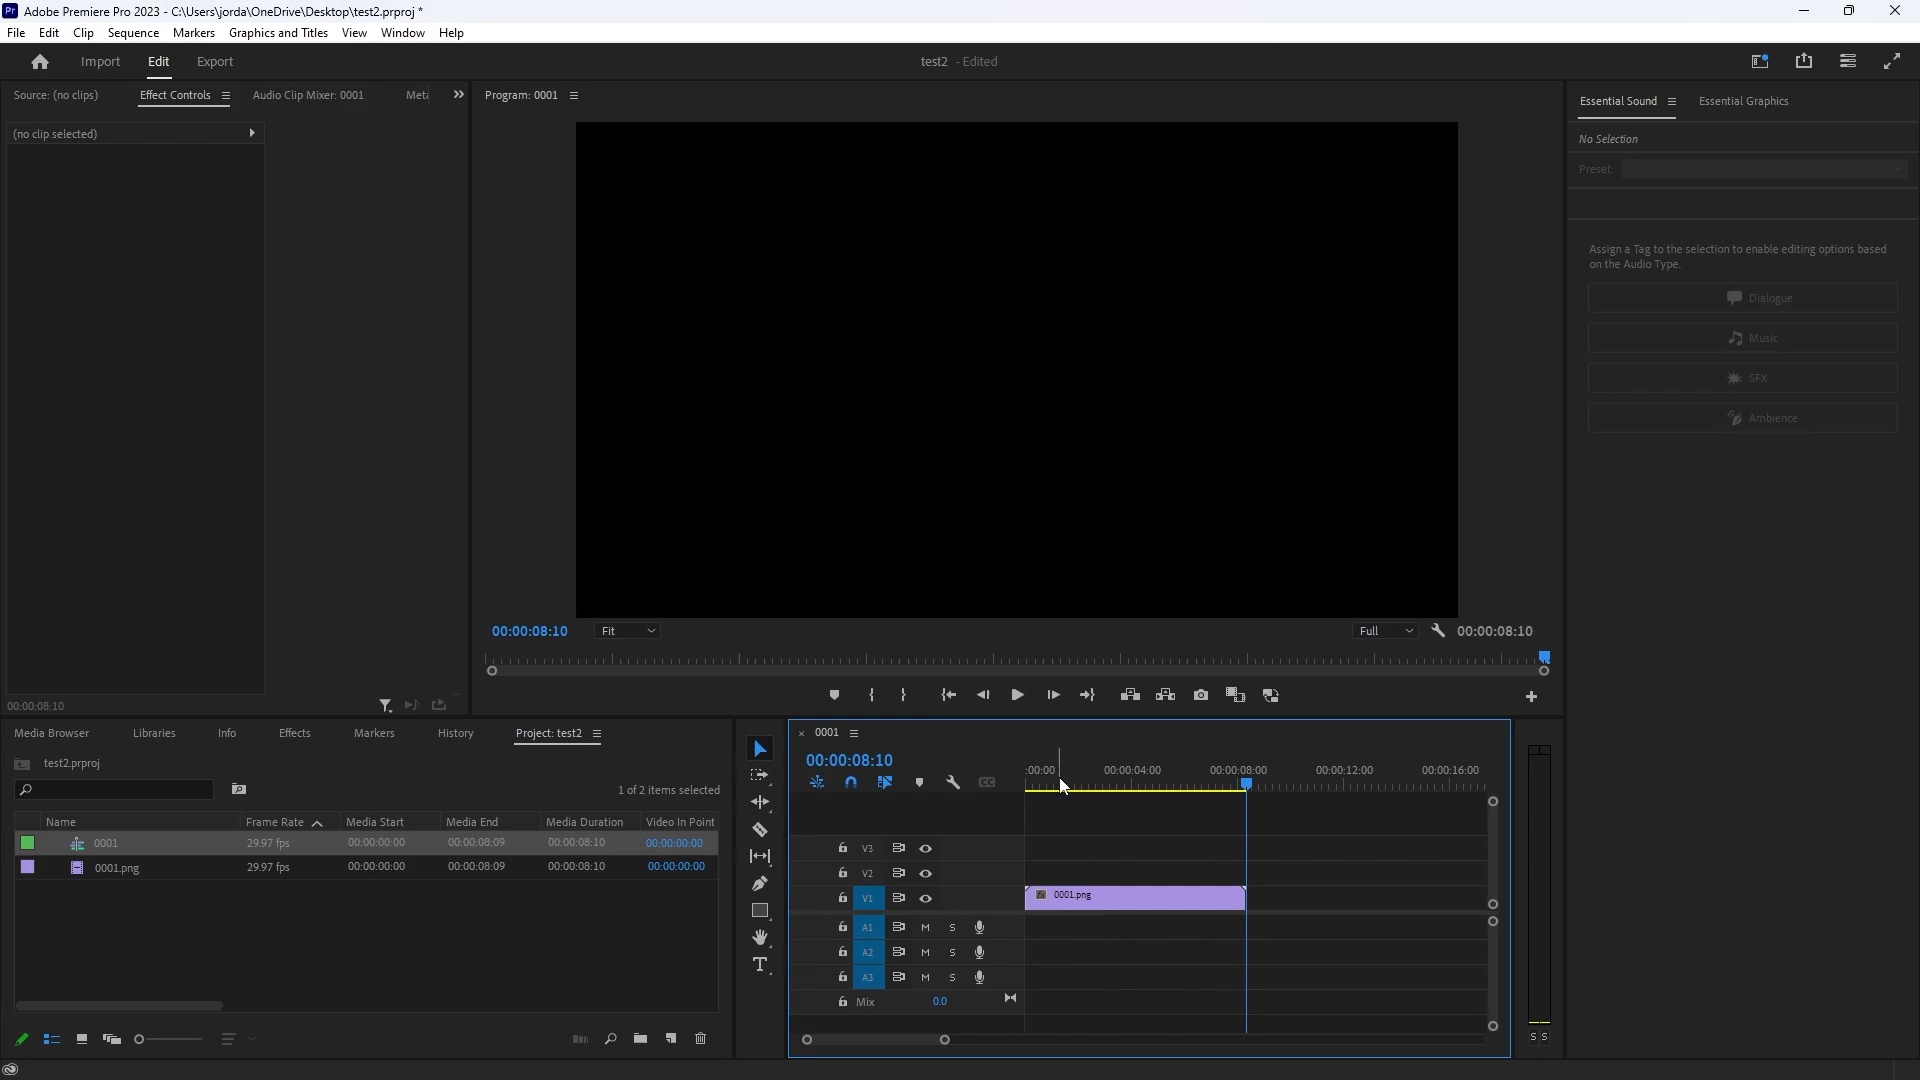 Pr Adobe Premiere Pro 2023 - C:\Users\jorda\OneDrive\Desktop\test2.prproj *
File Edit Clip Sequence Markers Graphics and Titles View Window Help
Import Edit Export
test2 - Edited
Source: (no clips) Effect Controls Audio Clip Mixer: 0001 Met
(no clip selected)
00:00:08:10
Program: 0001
00:00:08:10 Fit Full 00:00:08:10
Essential Sound Essential Graphics
No Selection
Preset:
Assign a Tag to the selection to enable editing options based
on the Audio Type.
Dialogue
Music
SFX
Ambience
Media Browser Libraries Info Effects Markers History Project: test2
test2.prproj
1 of 2 items selected
Name Frame Rate Media Start Media End Media Duration Video In Point
0001 29.97 fps 00:00:00:00 00:00:08:09 00:00:08:10 00:00:00:00
0001.png 29.97 fps 00:00:00:00 00:00:08:09 00:00:08:10 00:00:00:00
T
× 0001
00:00:08:10
:00:00 00:00:04:00 00:00:08:00 00:00:12:00 00:00:16:00
CC
V3
V2
V1 fx 0001.png
A1 M S
A2 M S
A3 M S
Mix 0.0
S S